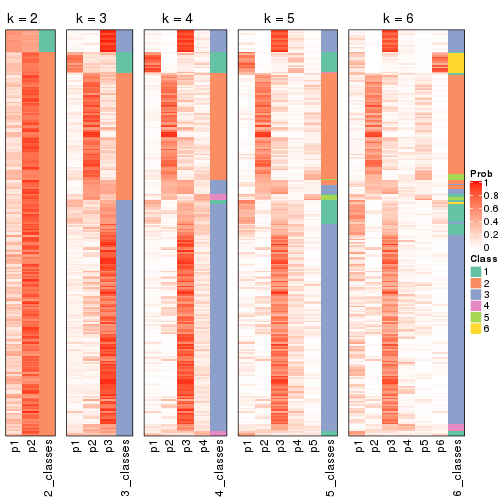 k = 2
k = 3
k = 4
k = 5
k = 6
p1
p2
2_classes
p1
p2
p3
3_classes
p1
p2
p3
p4
4_classes
p1
p2
p3
p4
p5
5_classes
p1
p2
p3
p4
p5
p6
6_classes
Prob
1
0.8
0.6
0.4
0.2
0
Class
1
2
3
4
5
6